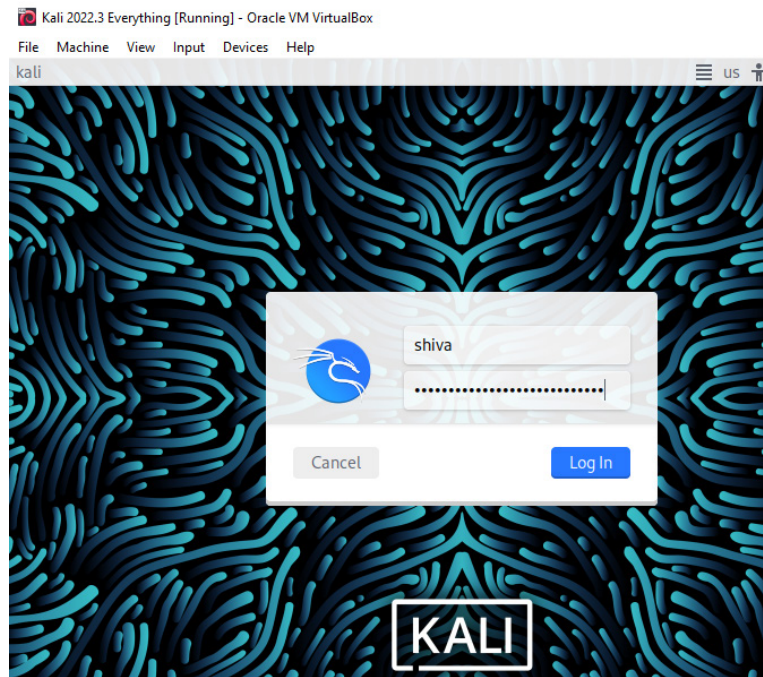 Kali 2022.3 Everything [Running] - Oracle VM VirtualBox
File Machine View Input Devices Help
kali us
shiva
••••••••••••••••••••••••••••
Cancel Log In
KALI